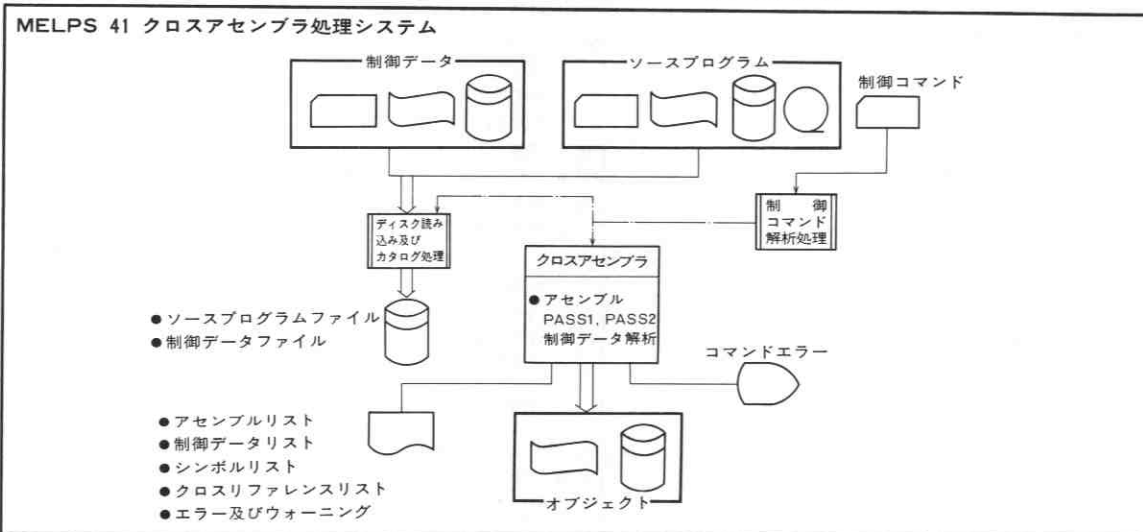 MELPS 41 クロスアセンブラ処理システム
制御データ
ソースプログラム
制御コマンド
ディスク読み
込み及び
カタログ処理
制 御
コマンド
解析処理
クロスアセンブラ
●アセンブル
PASS1, PASS2
制御データ解析
●ソースプログラムファイル
●制御データファイル
コマンドエラー
●アセンブルリスト
●制御データリスト
●シンボルリスト
●クロスリファレンスリスト
●エラー及びウォーニング
オブジェクト